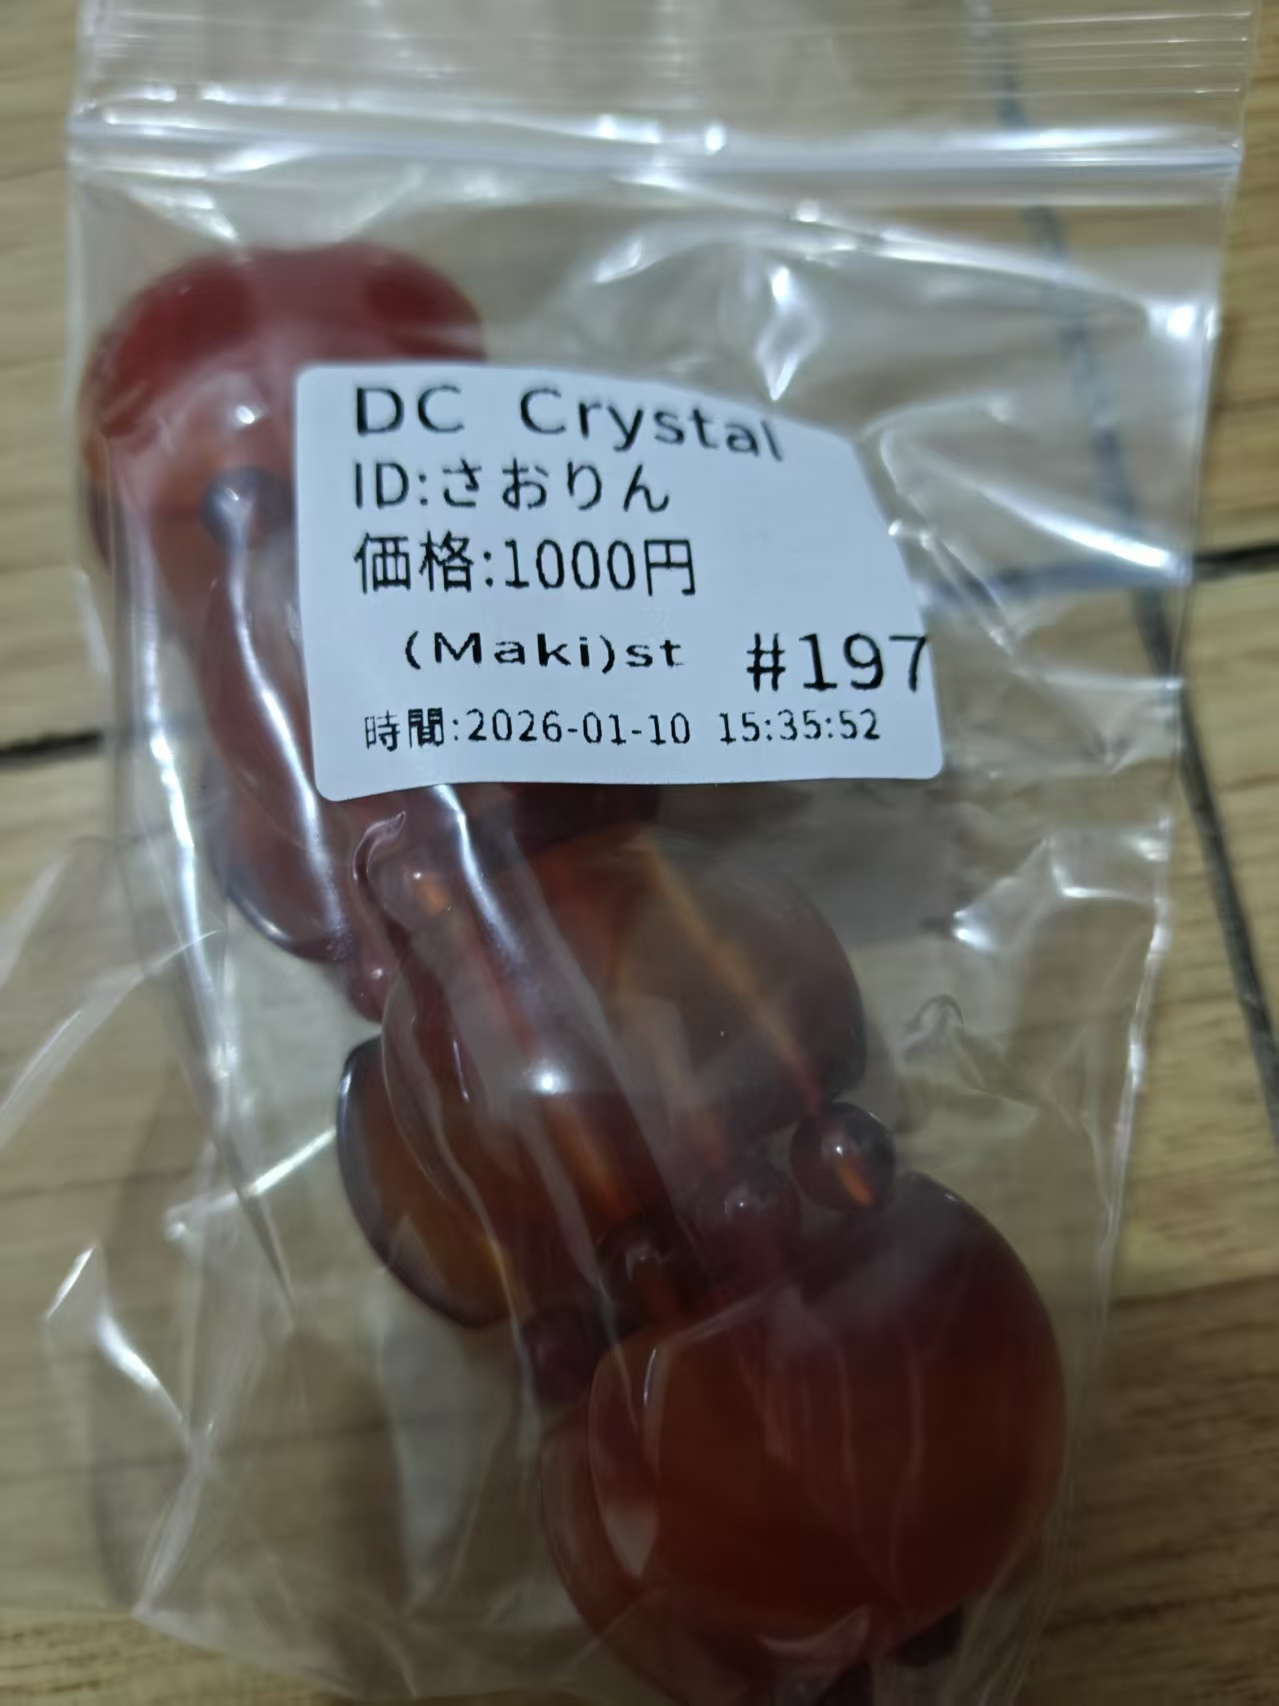 DC Crystal
ID:さおりん
価格:1000円
(Maki)st #197
時間:2026-01-10 15:35:52